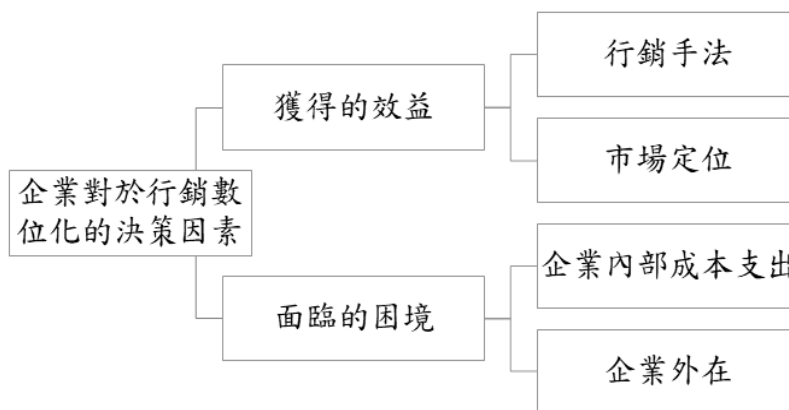 企業對於行銷數
位化的決策因素
獲得的效益
行銷手法
市場定位
面臨的困境
企業內部成本支出
企業外在